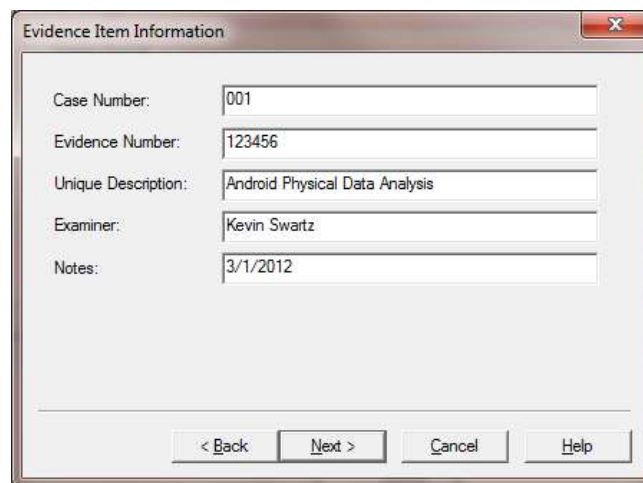 Evidence Item Information
Case Number: 001
Evidence Number: 123456
Unique Description: Android Physical Data Analysis
Examiner: Kevin Swartz
Notes: 3/1/2012
< Back Next > Cancel Help